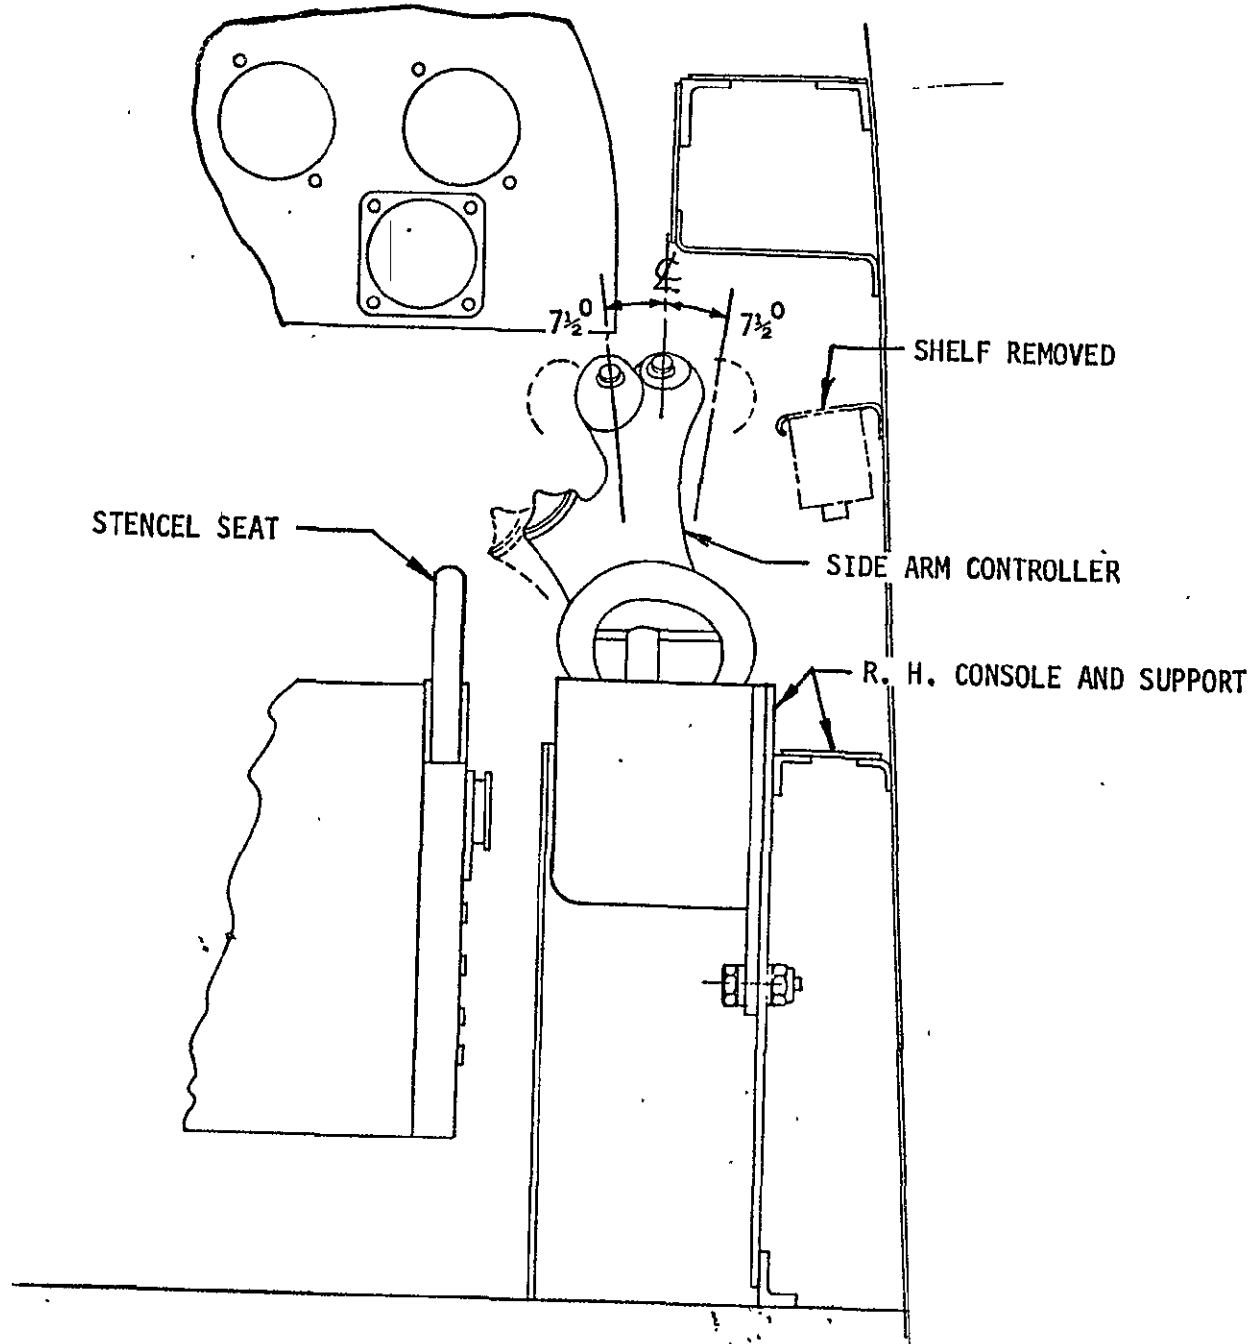 ℄
7½° 7½°
SHELF REMOVED
STENCEL SEAT
SIDE ARM CONTROLLER
R. H. CONSOLE AND SUPPORT